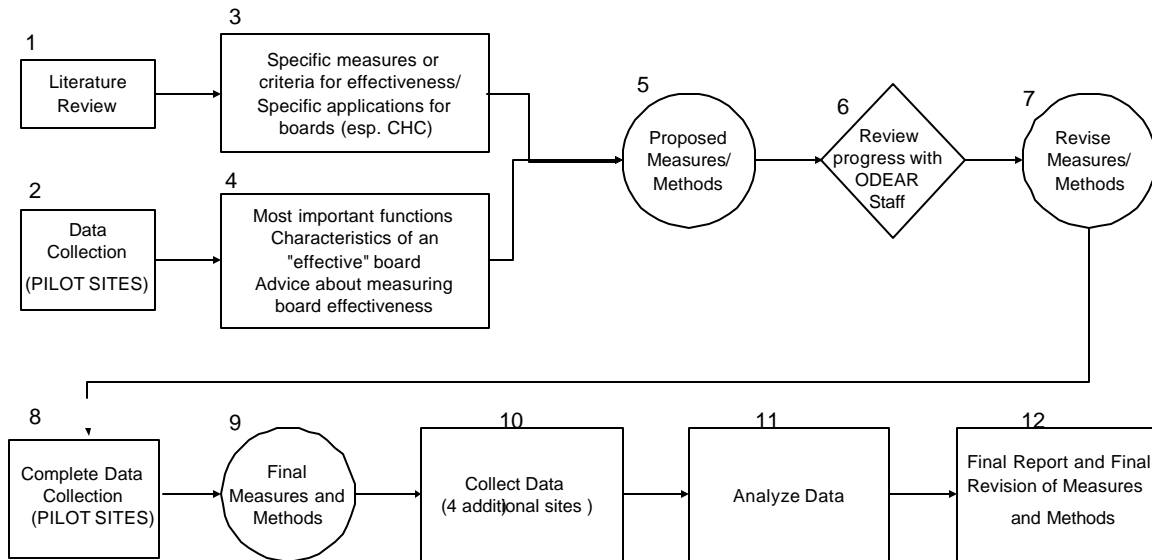 1
Literature
Review
3
Specific measures or
criteria for effectiveness/
Specific applications for
boards (esp. CHC)
2
Data
Collection
(PILOT SITES)
4
Most important functions
Characteristics of an
"effective" board
Advice about measuring
board effectiveness
5
Proposed
Measures/
Methods
6
Review
progress with
ODEAR
Staff
7
Revise
Measures/
Methods
8
Complete Data
Collection
(PILOT SITES)
9
Final
Measures and
Methods
10
Collect Data
(4 additional sites )
11
Analyze Data
12
Final Report and Final
Revision of Measures
and Methods